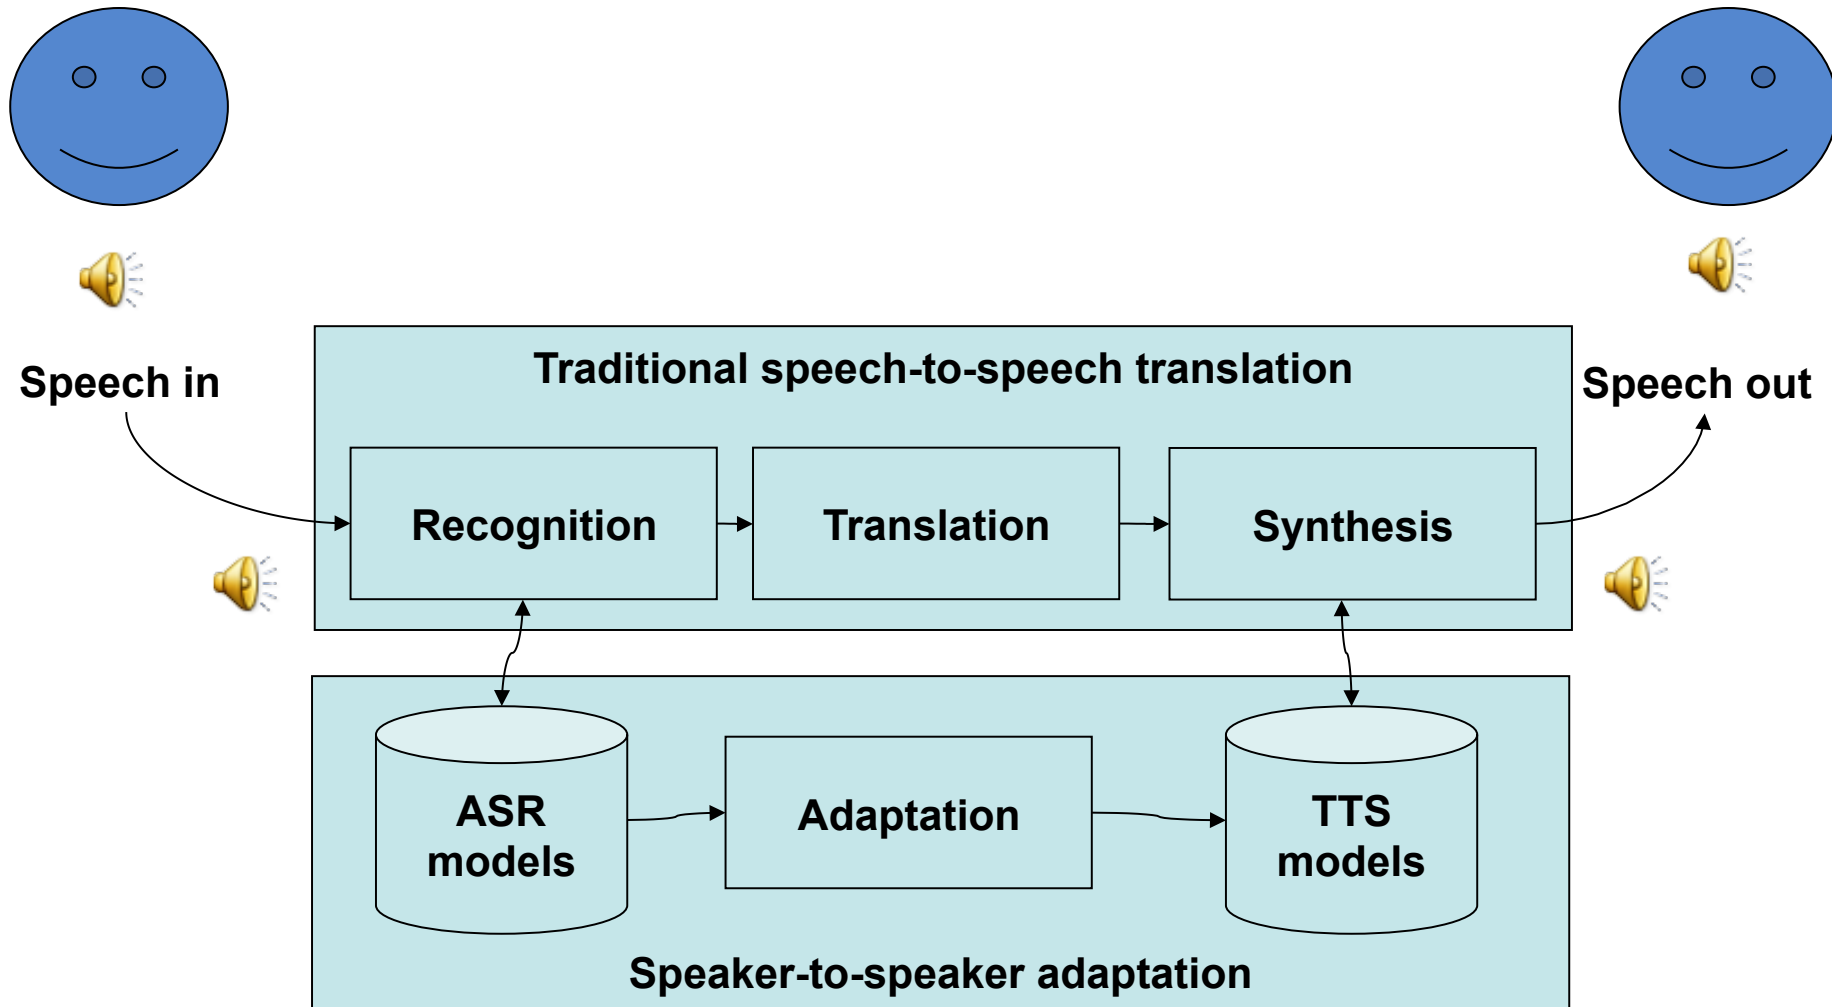 Traditional speech-to-speech translation
Speech in
Speech out
Recognition
Translation
Synthesis
ASR
models
Adaptation
TTS
models
Speaker-to-speaker adaptation